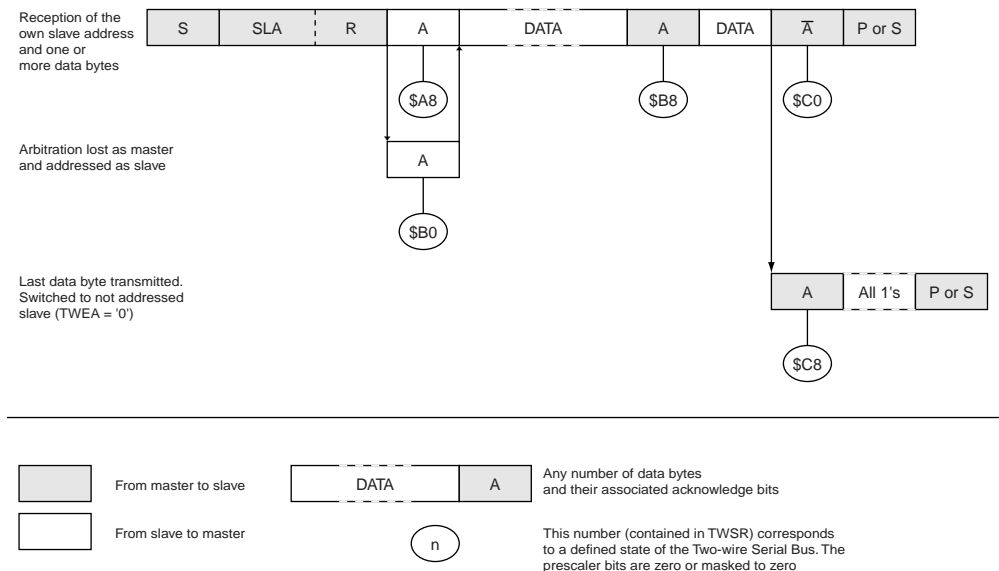 Reception of the
own slave address
and one or
more data bytes
S SLA R A DATA A DATA A̅ P or S
$A8 $B8 $C0
Arbitration lost as master
and addressed as slave
A
$B0
Last data byte transmitted.
Switched to not addressed
slave (TWEA = '0')
A All 1's P or S
$C8
From master to slave
DATA A
Any number of data bytes
and their associated acknowledge bits
From slave to master
n
This number (contained in TWSR) corresponds
to a defined state of the Two-wire Serial Bus. The
prescaler bits are zero or masked to zero